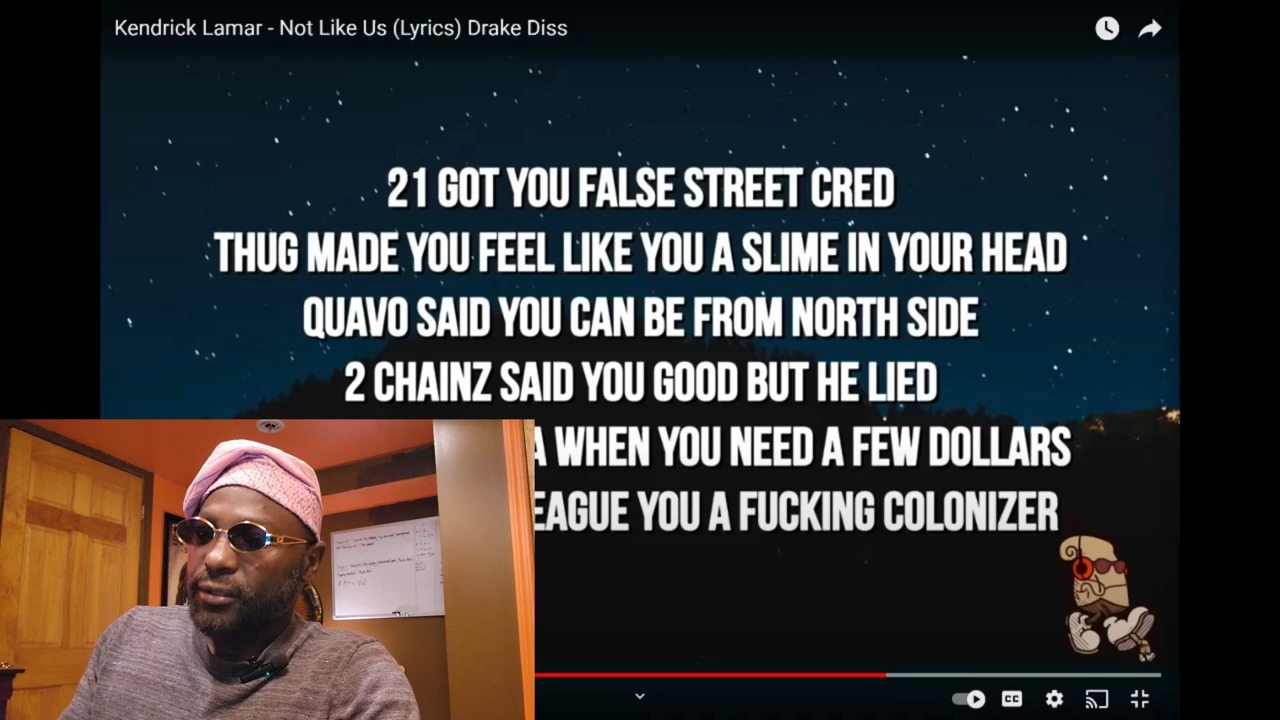 Kendrick Lamar - Not Like Us (Lyrics) Drake Diss
21 GOT YOU FALSE STREET CRED
THUG MADE YOU FEEL LIKE YOU A SLIME IN YOUR HEAD
QUAVO SAID YOU CAN BE FROM NORTH SIDE
2 CHAINZ SAID YOU GOOD BUT HE LIED
A WHEN YOU NEED A FEW DOLLARS
EAGUE YOU A FUCKING COLONIZER
CC